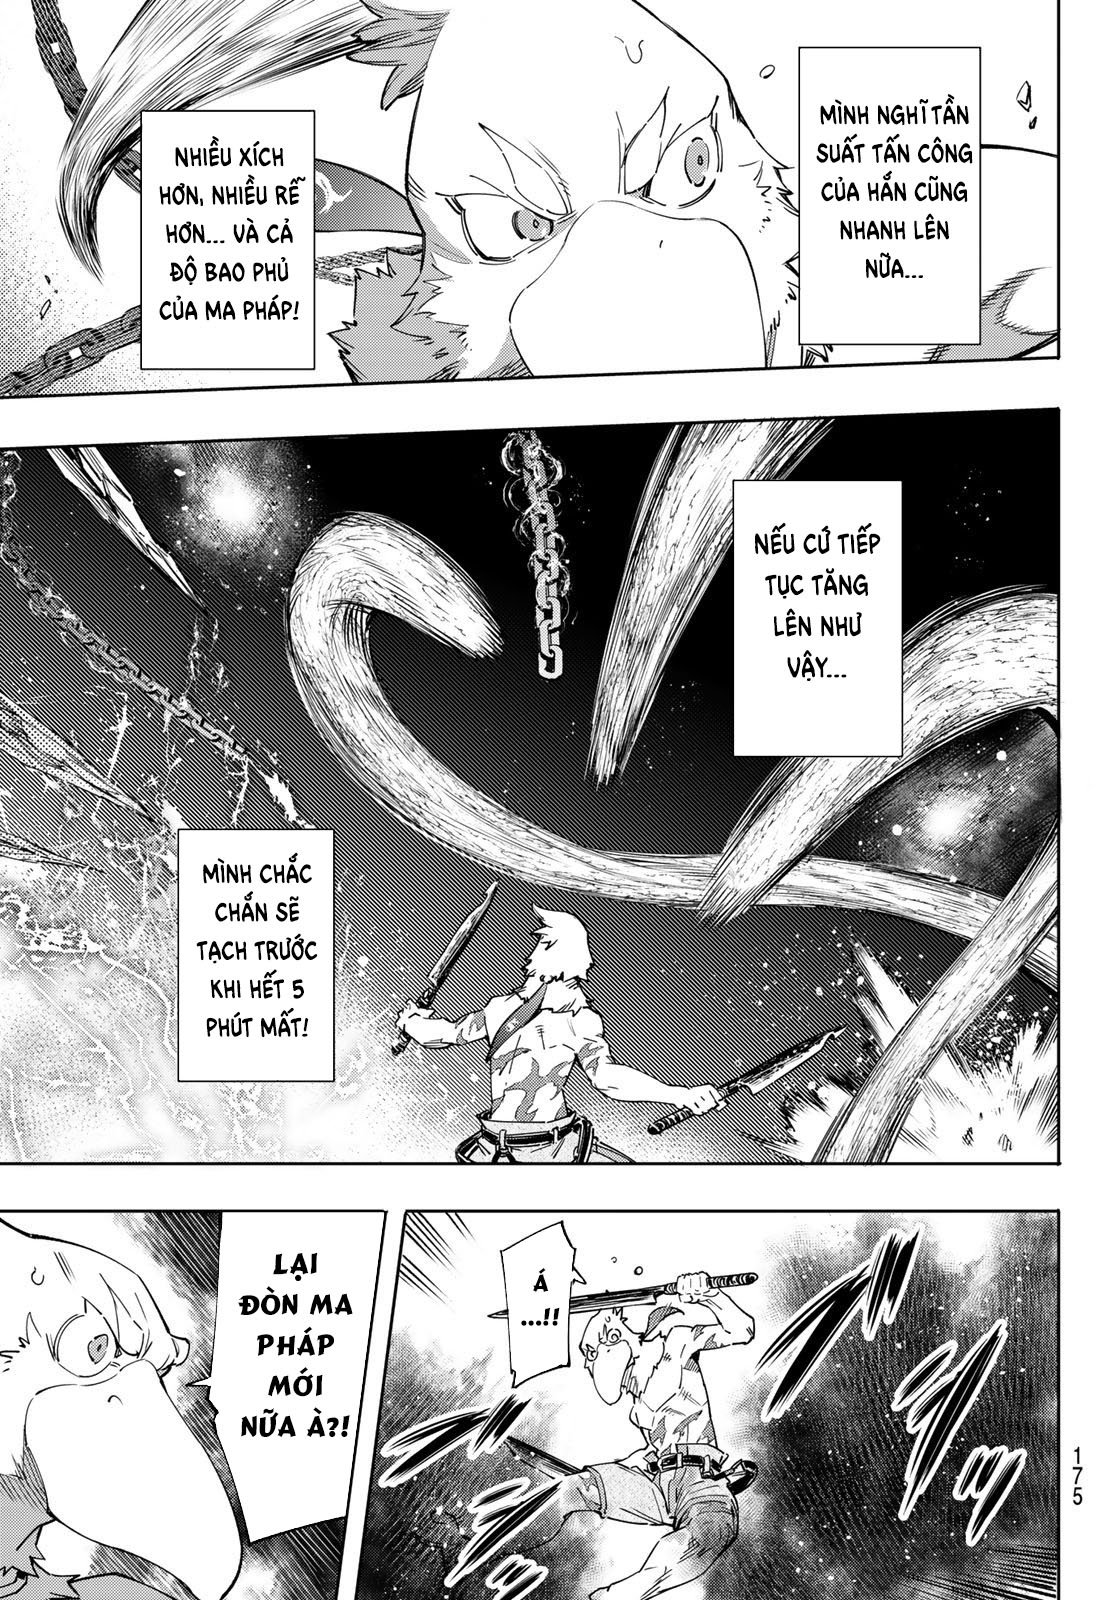 MÌNH NGHĨ TẦN
SUẤT TẤN CÔNG
CỦA HẮN CŨNG
NHANH LÊN
NỮA...
NHIỀU XÍCH
HƠN, NHIỀU RỄ
HƠN... VÀ CẢ
ĐỘ BAO PHỦ
CỦA MA PHÁP!
NẾU CỨ TIẾP
TỤC TĂNG
LÊN NHƯ
VẬY...
MÌNH CHẮC
CHẮN SẼ
TẠCH TRƯỚC
KHI HẾT 5
PHÚT MẤT!
Á
...!!
LẠI
ĐÒN MA
PHÁP
MỚI
NỮA À?!
175